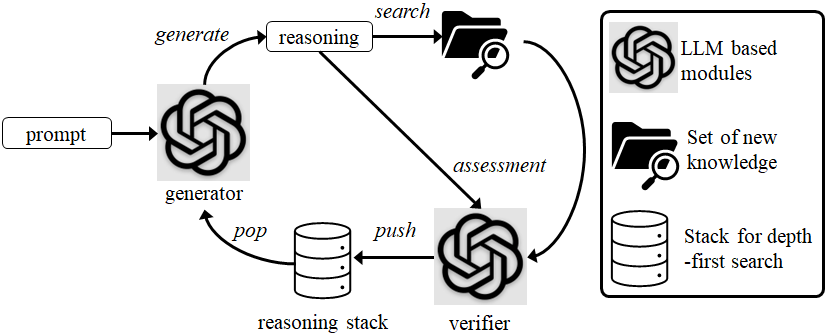 search
generate
reasoning
prompt
generator
assessment
pop
push
reasoning stack
verifier
LLM based
modules
Set of new
knowledge
Stack for depth
-first search